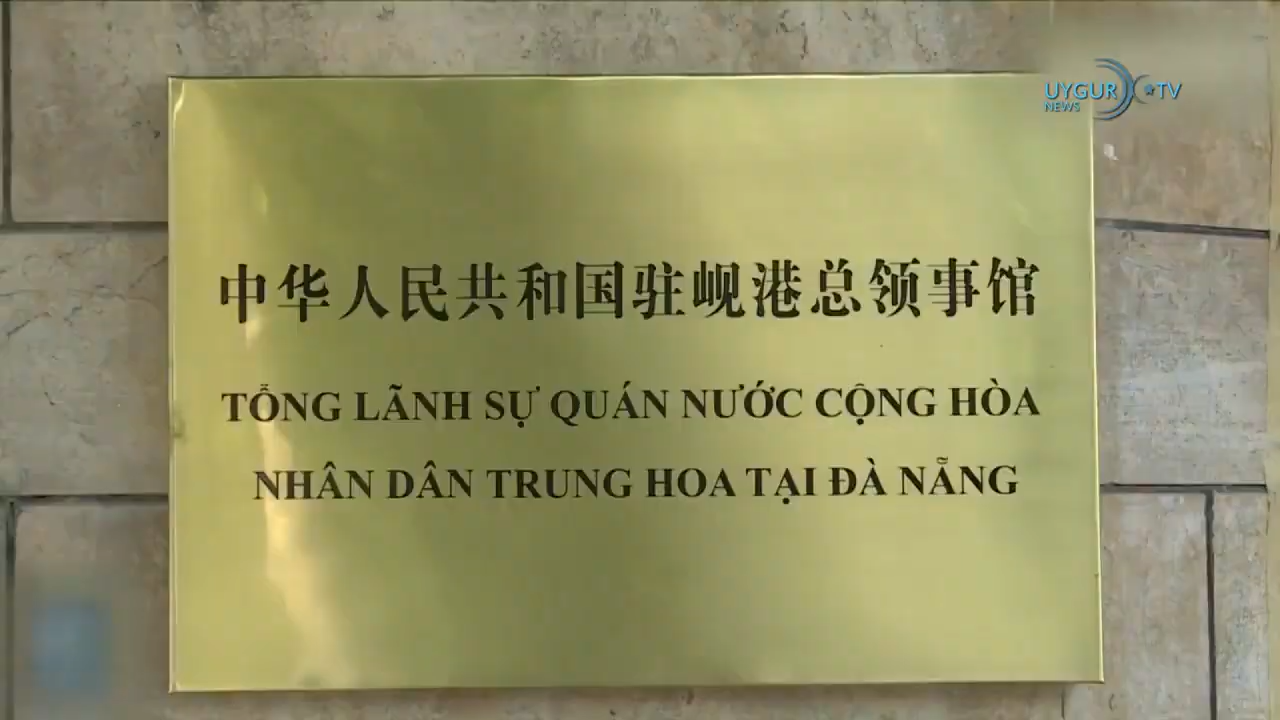 UYGUR TV
NEWS
中华人民共和国驻岘港总领事馆
TỔNG LÃNH SỰ QUÁN NƯỚC CỘNG HÒA
NHÂN DÂN TRUNG HOA TẠI ĐÀ NẴNG